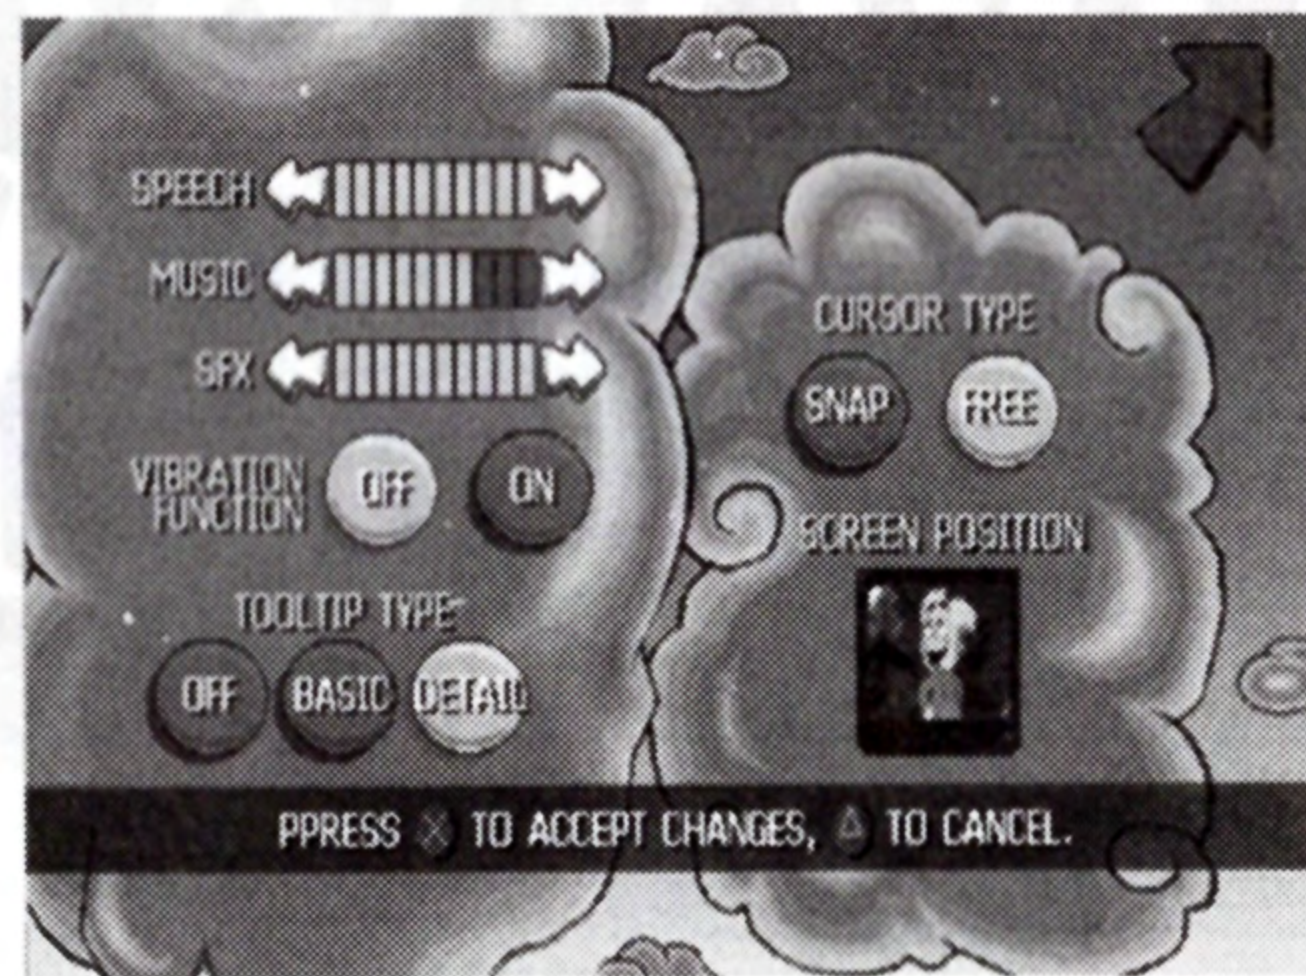 SPEECH
MUSIC
SFX
VIBRATION
FUNCTION
OFF
ON
TOOLTIP TYPE
OFF
BASIC
DETAIL
CURSOR TYPE
SNAP
FREE
SCREEN POSITION
PPRESS X TO ACCEPT CHANGES, △ TO CANCEL.